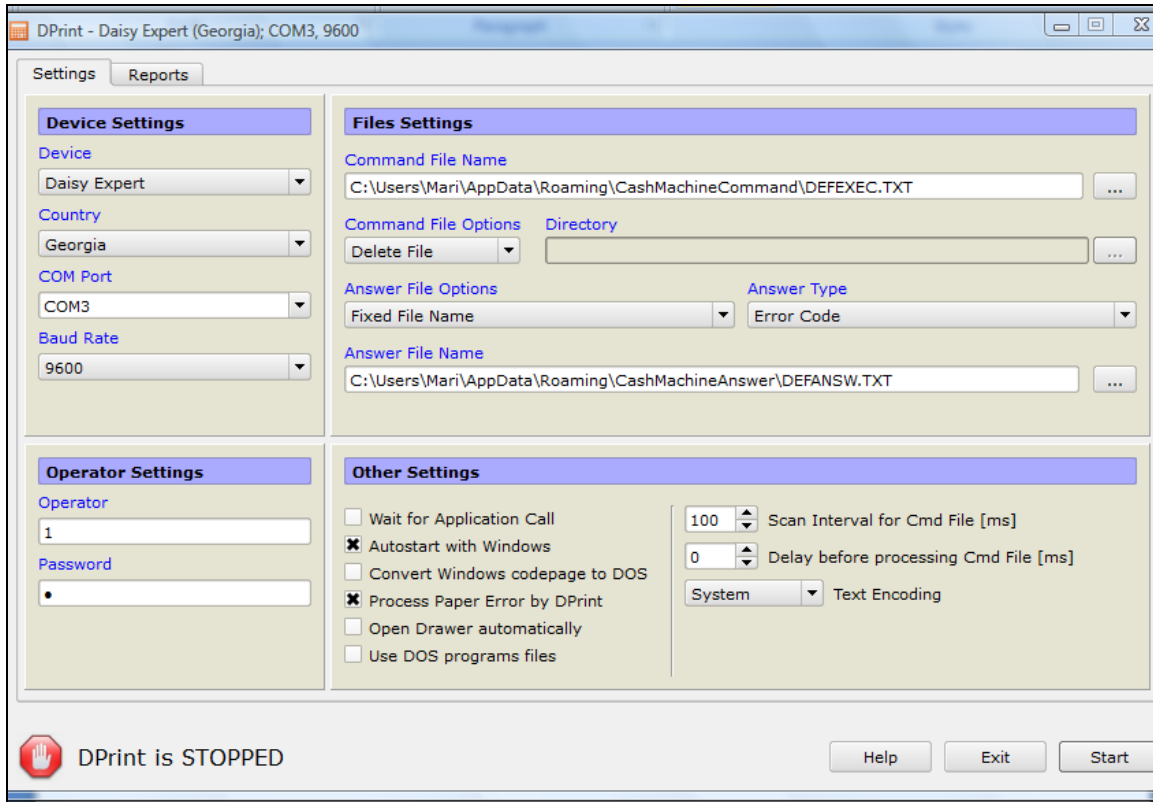 DPrint - Daisy Expert (Georgia); COM3, 9600
Settings
Reports
Device Settings
Device
Daisy Expert
Country
Georgia
COM Port
COM3
Baud Rate
9600
Files Settings
Command File Name
C:\Users\Mari\AppData\Roaming\CashMachineCommand\DEFEXEC.TXT
...
Command File Options Directory
Delete File
...
Answer File Options Answer Type
Fixed File Name Error Code
Answer File Name
C:\Users\Mari\AppData\Roaming\CashMachineAnswer\DEFANSW.TXT
...
Operator Settings
Operator
1
Password
Other Settings
Wait for Application Call
Autostart with Windows
Convert Windows codepage to DOS
Process Paper Error by DPrint
Open Drawer automatically
Use DOS programs files
100 Scan Interval for Cmd File [ms]
0 Delay before processing Cmd File [ms]
System Text Encoding
DPrint is STOPPED
Help Exit Start